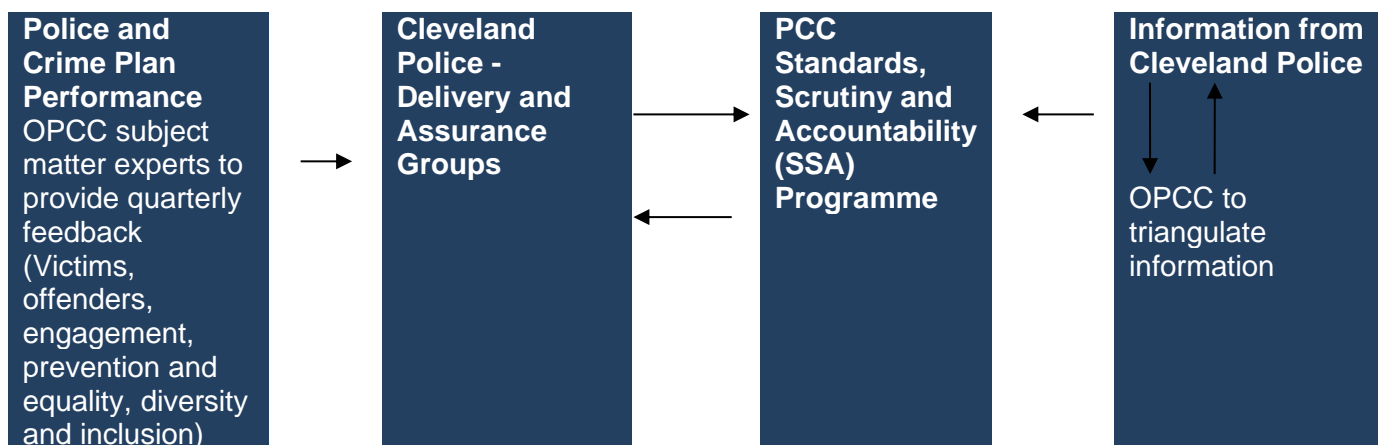 Police and
Crime Plan
Performance
OPCC subject
matter experts to
provide quarterly
feedback
(Victims,
offenders,
engagement,
prevention and
equality, diversity
and inclusion)
Cleveland
Police -
Delivery and
Assurance
Groups
PCC
Standards,
Scrutiny and
Accountability
(SSA)
Programme
Information from
Cleveland Police
OPCC to
triangulate
information